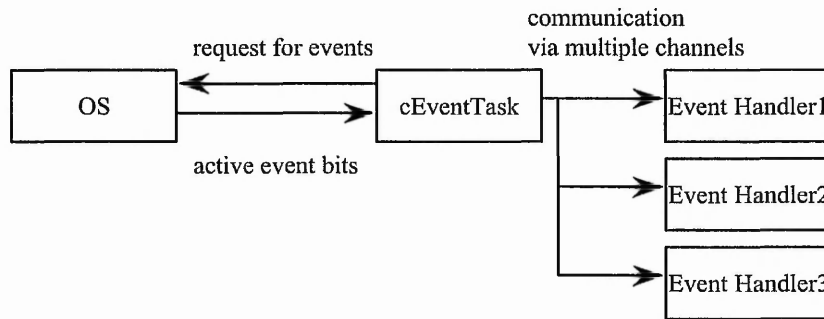 communication
via multiple channels
request for events
OS
cEventTask
Event Handler1
active event bits
Event Handler2
Event Handler3